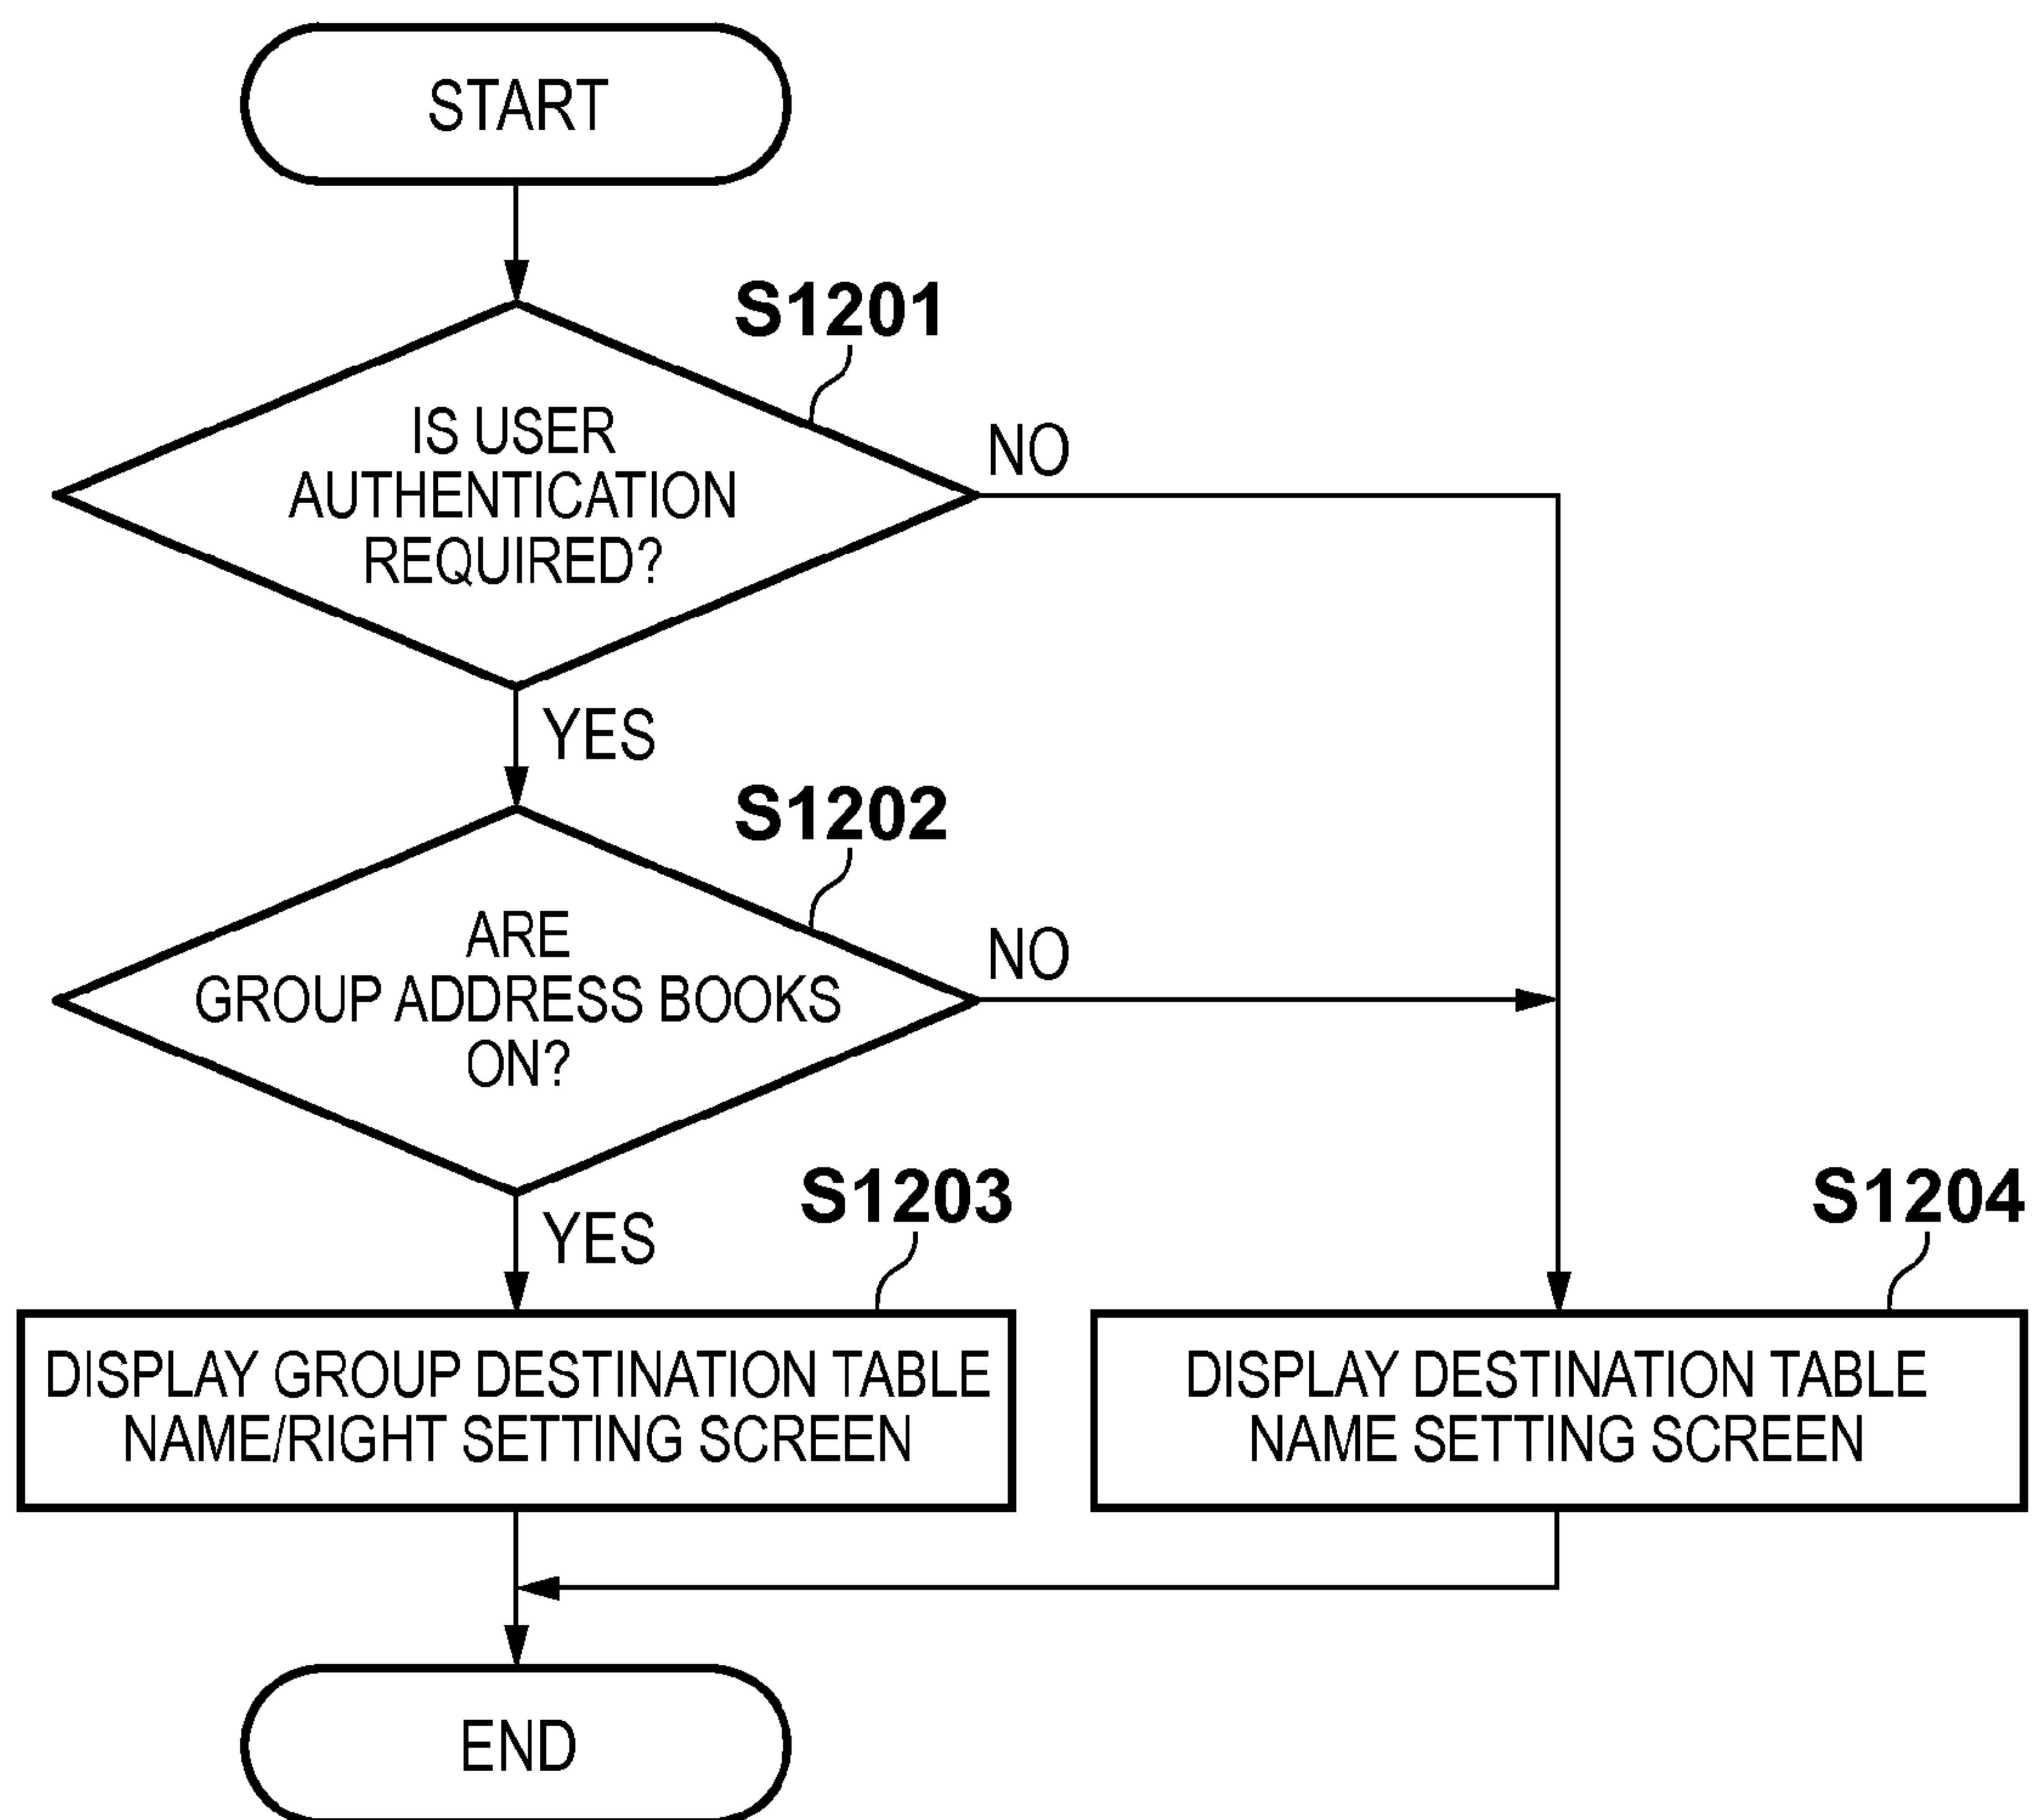 START
S1201
IS USER
AUTHENTICATION
REQUIRED?
NO
YES
S1202
ARE
GROUP ADDRESS BOOKS
ON?
NO
YES
S1203
DISPLAY GROUP DESTINATION TABLE
NAME/RIGHT SETTING SCREEN
S1204
DISPLAY DESTINATION TABLE
NAME SETTING SCREEN
END